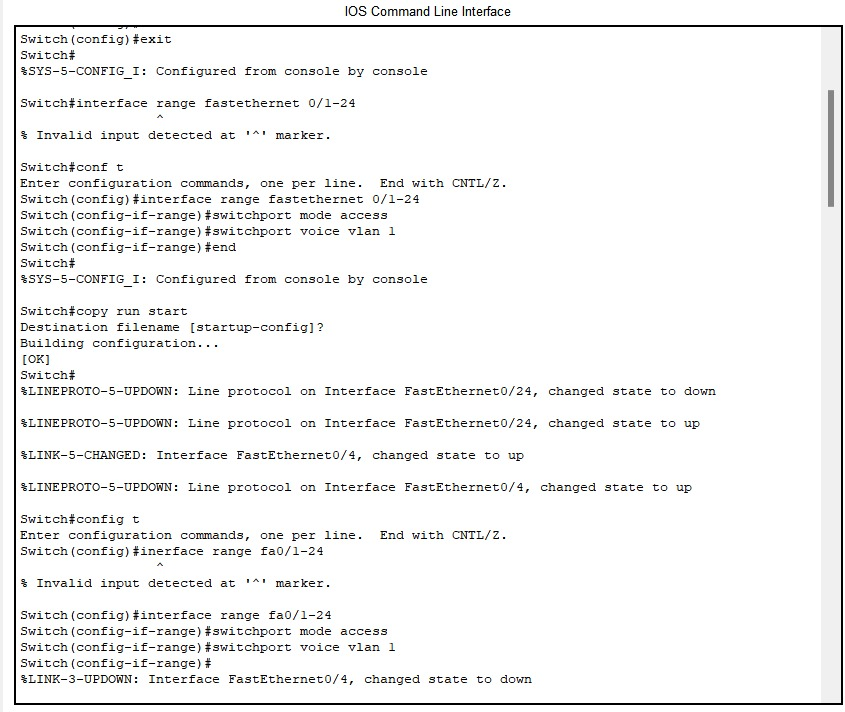 IOS Command Line Interface
Switch(config)#exit
Switch#
%SYS-5-CONFIG_I: Configured from console by console
Switch#interface range fastethernet 0/1-24
^
% Invalid input detected at '^' marker.
Switch#conf t
Enter configuration commands, one per line.  End with CNTL/Z.
Switch(config)#interface range fastethernet 0/1-24
Switch(config-if-range)#switchport mode access
Switch(config-if-range)#switchport voice vlan 1
Switch(config-if-range)#end
Switch#
%SYS-5-CONFIG_I: Configured from console by console
Switch#copy run start
Destination filename [startup-config]?
Building configuration...
[OK]
Switch#
%LINEPROTO-5-UPDOWN: Line protocol on Interface FastEthernet0/24, changed state to down
%LINEPROTO-5-UPDOWN: Line protocol on Interface FastEthernet0/24, changed state to up
%LINK-5-CHANGED: Interface FastEthernet0/4, changed state to up
%LINEPROTO-5-UPDOWN: Line protocol on Interface FastEthernet0/4, changed state to up
Switch#config t
Enter configuration commands, one per line.  End with CNTL/Z.
Switch(config)#inerface range fa0/1-24
^
% Invalid input detected at '^' marker.
Switch(config)#interface range fa0/1-24
Switch(config-if-range)#switchport mode access
Switch(config-if-range)#switchport voice vlan 1
Switch(config-if-range)#
%LINK-3-UPDOWN: Interface FastEthernet0/4, changed state to down